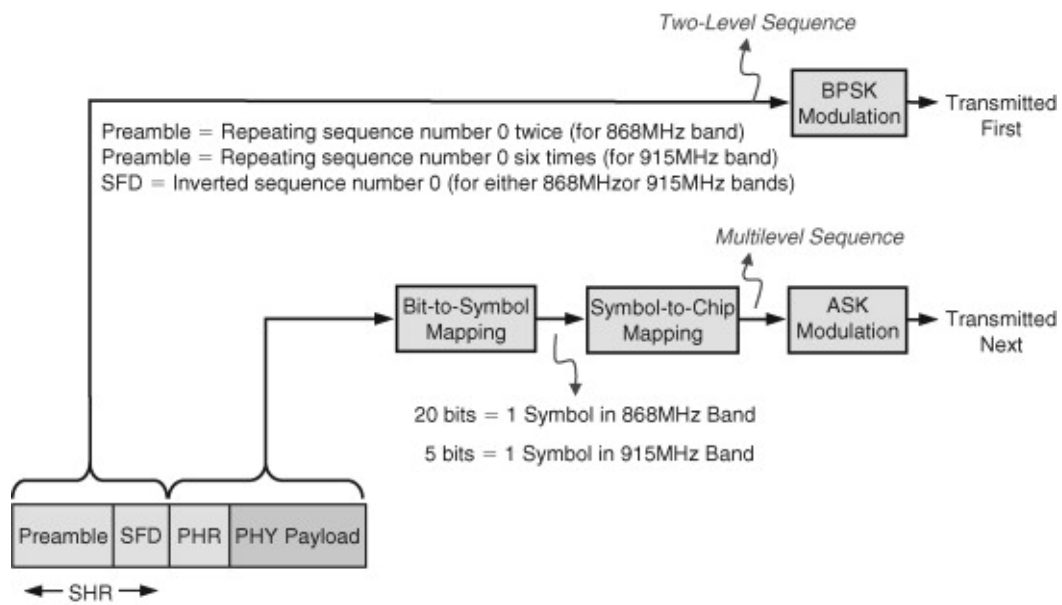 Two-Level Sequence
BPSK
Modulation
Transmitted
First
Preamble = Repeating sequence number 0 twice (for 868MHz band)
Preamble = Repeating sequence number 0 six times (for 915MHz band)
SFD = Inverted sequence number 0 (for either 868MHzor 915MHz bands)
Multilevel Sequence
Bit-to-Symbol
Mapping
Symbol-to-Chip
Mapping
ASK
Modulation
Transmitted
Next
20 bits = 1 Symbol in 868MHz Band
5 bits = 1 Symbol in 915MHz Band
Preamble SFD PHR PHY Payload
SHR